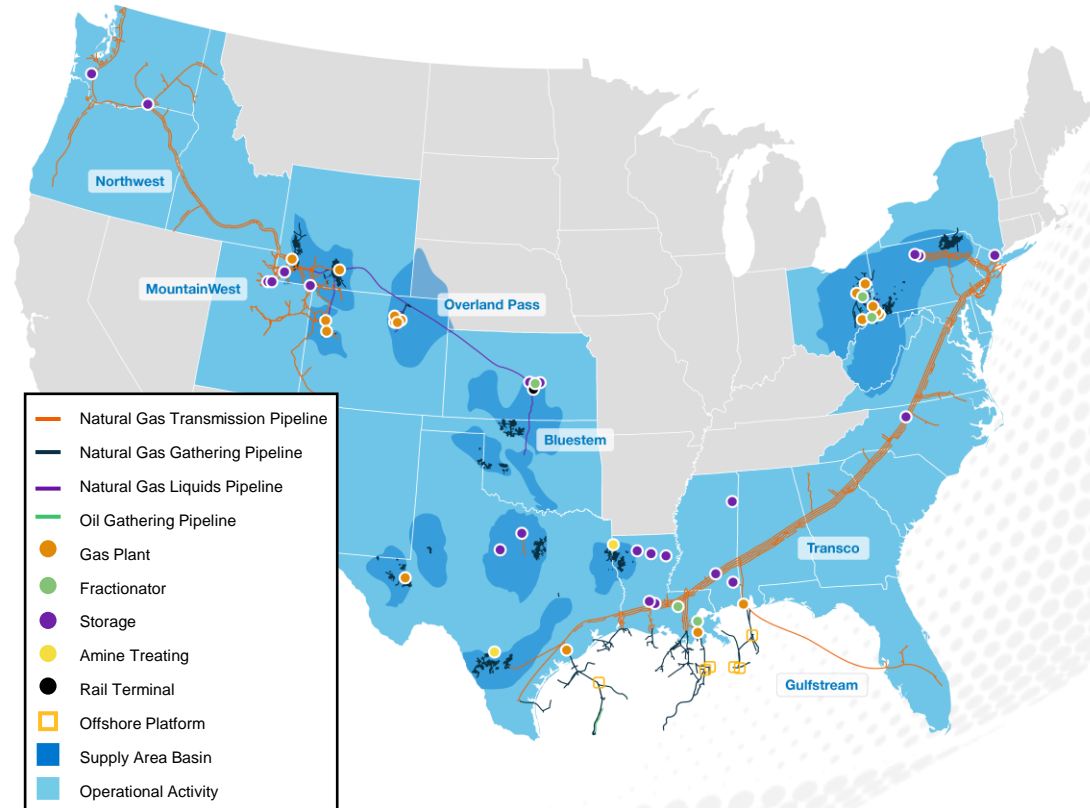 Northwest
MountainWest
Overland Pass
Bluestem
Transco
Gulfstream
Natural Gas Transmission Pipeline
Natural Gas Gathering Pipeline
Natural Gas Liquids Pipeline
Oil Gathering Pipeline
Gas Plant
Fractionator
Storage
Amine Treating
Rail Terminal
Offshore Platform
Supply Area Basin
Operational Activity